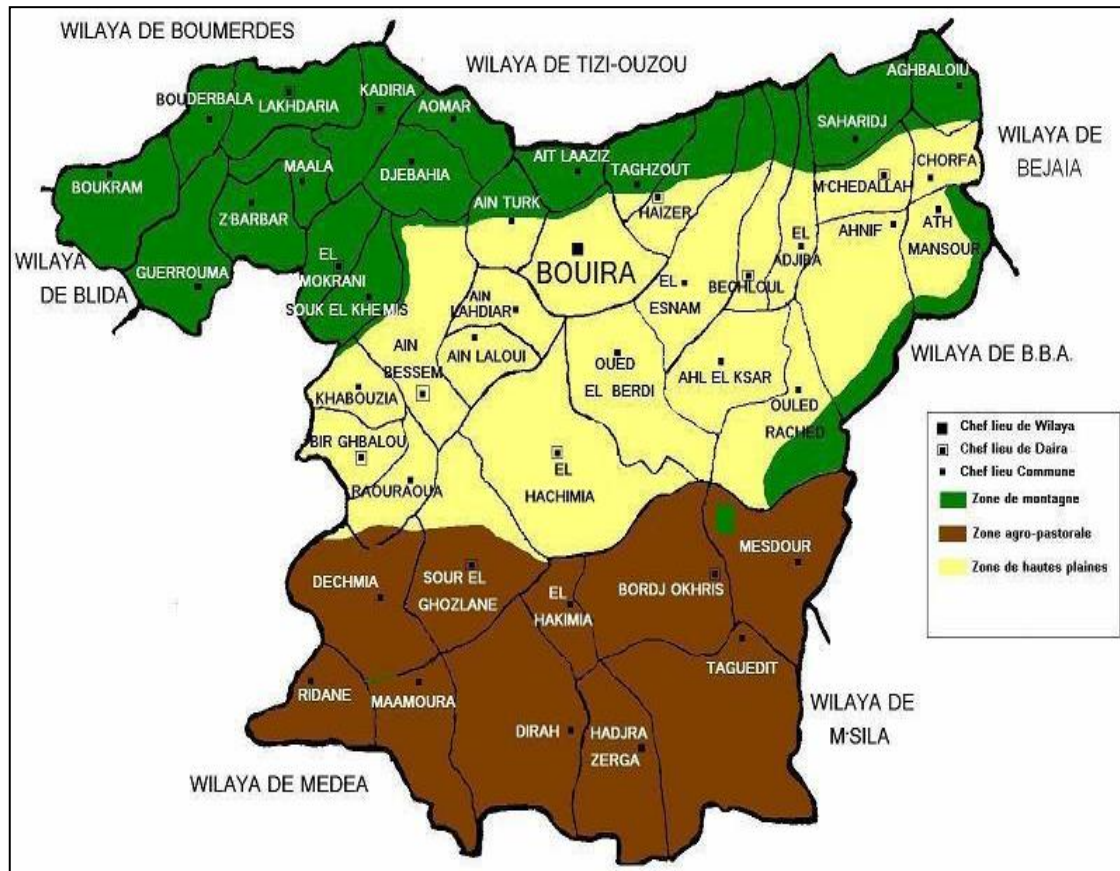 WILAYA DE BOUMERDES
WILAYA DE TIZI-OUZOU
AGHBALOIU
KADIRIA
BOUDERBALA
LAKHDARIA
AOMAR
SAHARIDJ
WILAYA DE
BEJAIA
AIT LAAZIZ
TAGHZOUT
CHORFA
MAALA
DJEBAHIA
BOUKRAM
M'CHEDALLAH
AIN TURK
HAIZER
Z'BARBAR
AHNIF
ATH
MANSOUR
EL
ADJIBA
WILAYA
DE BLIDA
GUERROUMA
EL
MOKRANI
BOUIRA
EL
ESNAM
BECHLOUL
SOUK EL KHEMIS
AIN
LAHDJAR
AIN
BESSEM
AIN LALOUI
OUED
EL BERDI
AHL EL KSAR
WILAYA DE B.B.A.
KHABOUZIA
OULED
RACHED
BIR GHBALOU
EL
HACHIMIA
RAOURAOUA
Chef lieu de Wilaya
Chef lieu de Daira
Chef lieu Commune
Zone de montagne
Zone agro-pastorale
Zone de hautes plaines
MESDOUR
DECHMIA
SOUR EL
GHOZLANE
EL
HAKIMIA
BORDJ OKHRIS
TAGUEDIT
RIDANE
MAAMOURA
WILAYA DE
M'SILA
DIRAH
HADJRA
ZERGA
WILAYA DE MEDEA